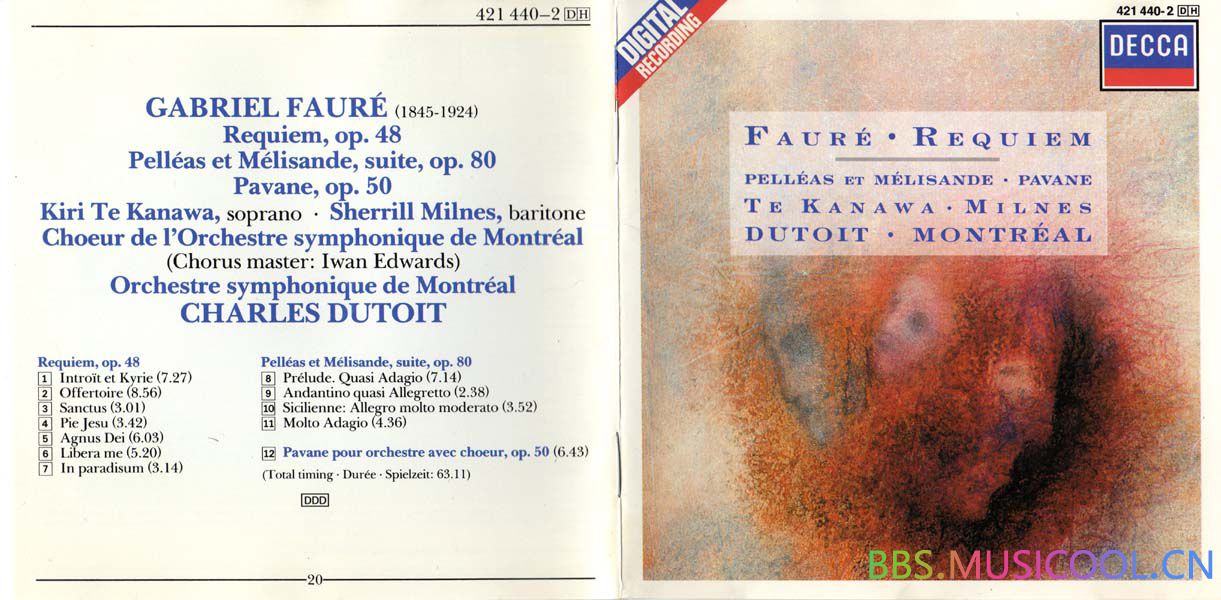 421 440-2 DH
GABRIEL FAURÉ (1845-1924)
Requiem, op. 48
Pelléas et Mélisande, suite, op. 80
Pavane, op. 50
Kiri Te Kanawa, soprano · Sherrill Milnes, baritone
Choeur de l'Orchestre symphonique de Montréal
(Chorus master: Iwan Edwards)
Orchestre symphonique de Montréal
CHARLES DUTOIT
Requiem, op. 48
1 Introït et Kyrie (7.27)
2 Offertoire (8.56)
3 Sanctus (3.01)
4 Pie Jesu (3.42)
5 Agnus Dei (6.03)
6 Libera me (5.20)
7 In paradisum (3.14)
Pelléas et Mélisande, suite, op. 80
8 Prélude. Quasi Adagio (7.14)
9 Andantino quasi Allegretto (2.38)
10 Sicilienne: Allegro molto moderato (3.52)
11 Molto Adagio (4.36)
12 Pavane pour orchestre avec choeur, op. 50 (6.43)
(Total timing · Durée · Spielzeit: 63.11)
DDD
20
DIGITAL
RECORDING
421 440-2 DH
DECCA
FAURÉ · REQUIEM
PELLÉAS ET MÉLISANDE · PAVANE
TE KANAWA · MILNES
DUTOIT · MONTRÉAL
BBS.MUSICOOL.CN